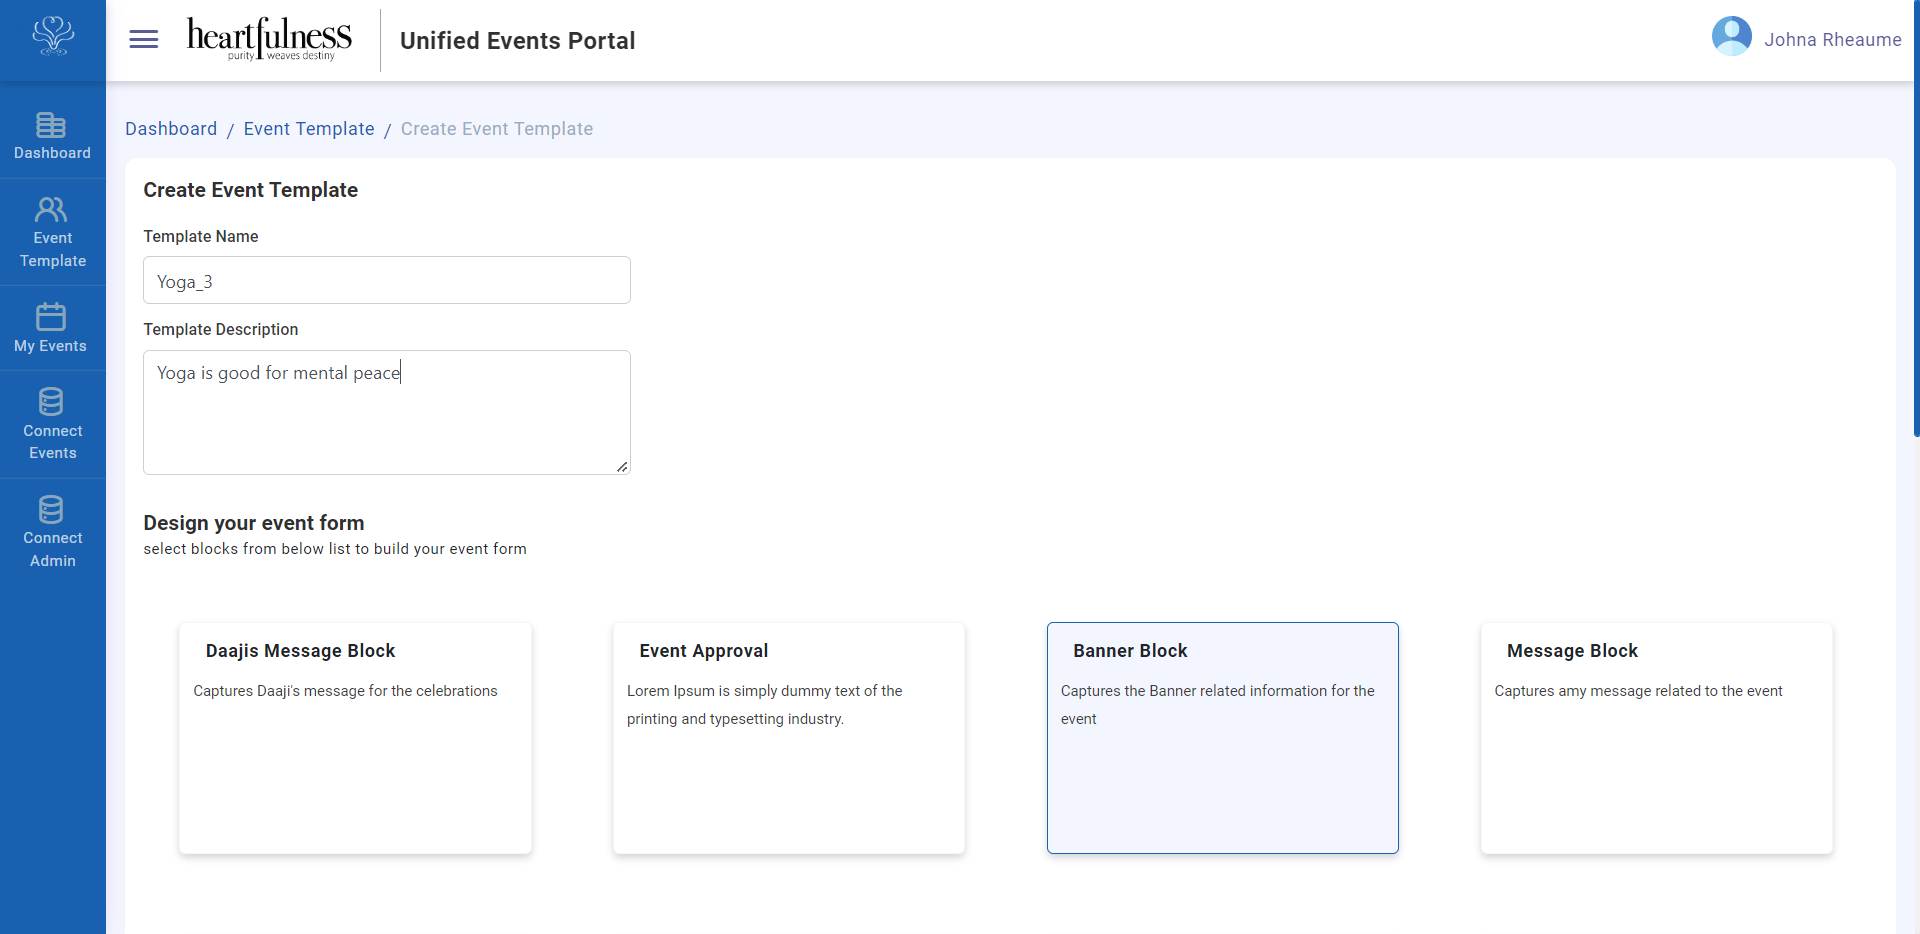 heartfulness
purity weaves destiny
Unified Events Portal
Johna Rheaume
Dashboard
Event
Template
My Events
Connect
Events
Connect
Admin
Dashboard / Event Template / Create Event Template
Create Event Template
Template Name
Yoga_3
Template Description
Yoga is good for mental peace
Design your event form
select blocks from below list to build your event form
Daajis Message Block
Captures Daaji's message for the celebrations
Event Approval
Lorem Ipsum is simply dummy text of the
printing and typesetting industry.
Banner Block
Captures the Banner related information for the
event
Message Block
Captures amy message related to the event